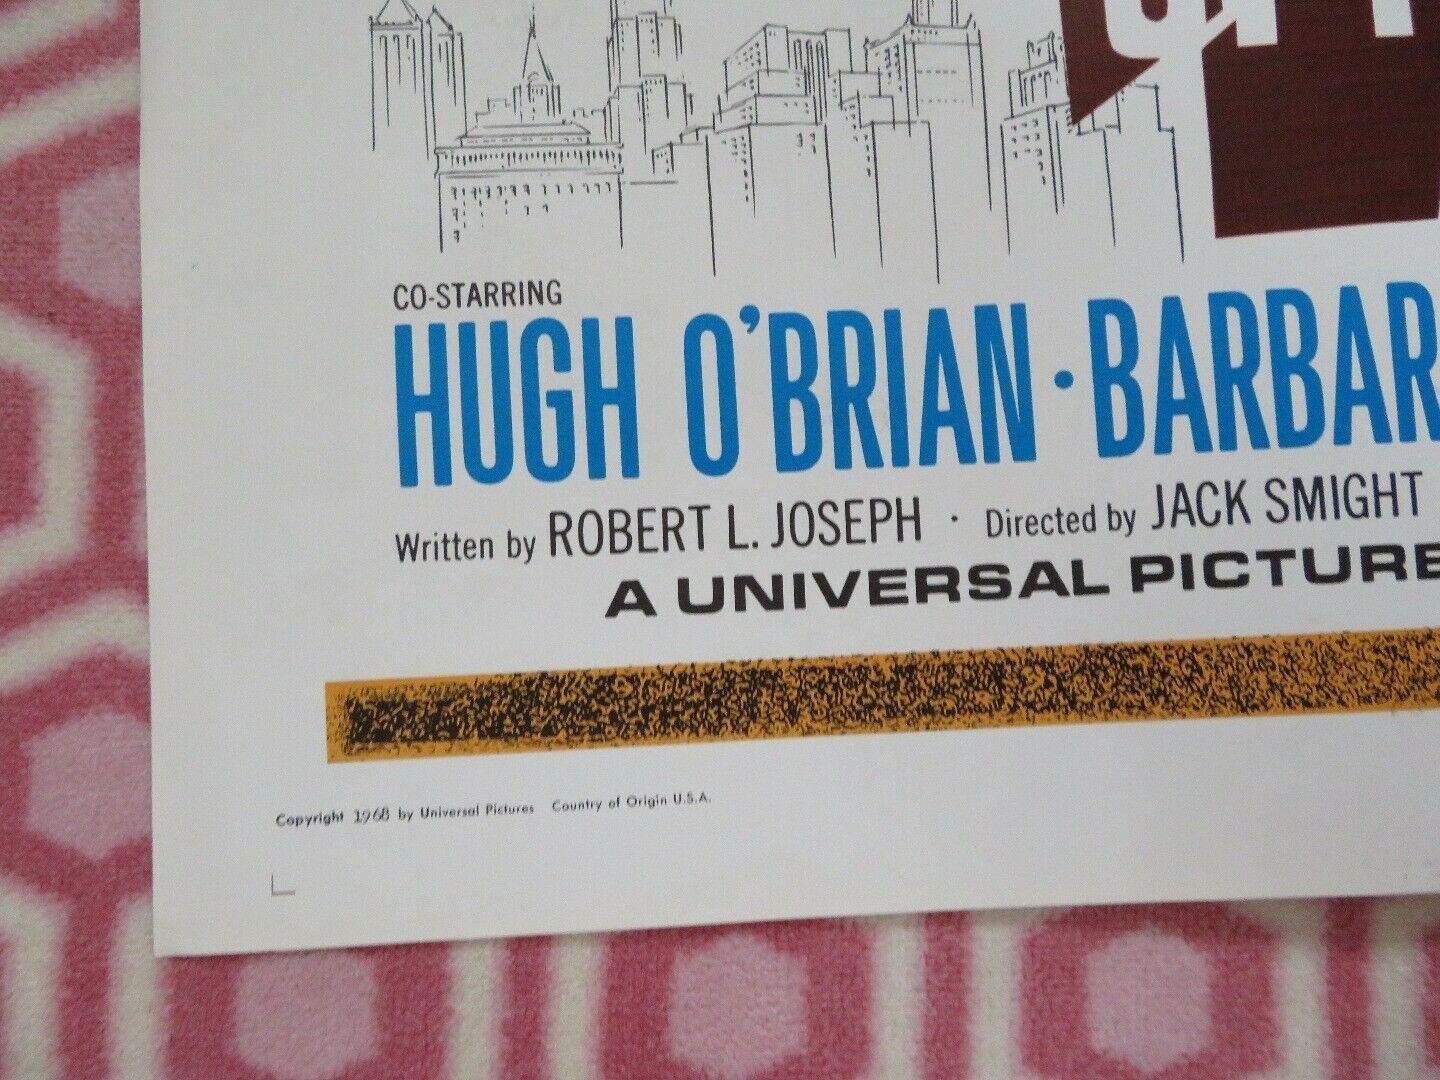 CO-STARRING
HUGH O'BRIAN · BARBAR
Written by ROBERT L. JOSEPH · Directed by JACK SMIGHT
A UNIVERSAL PICTURE
Copyright 1968 by Universal Pictures Country of Origin U.S.A.